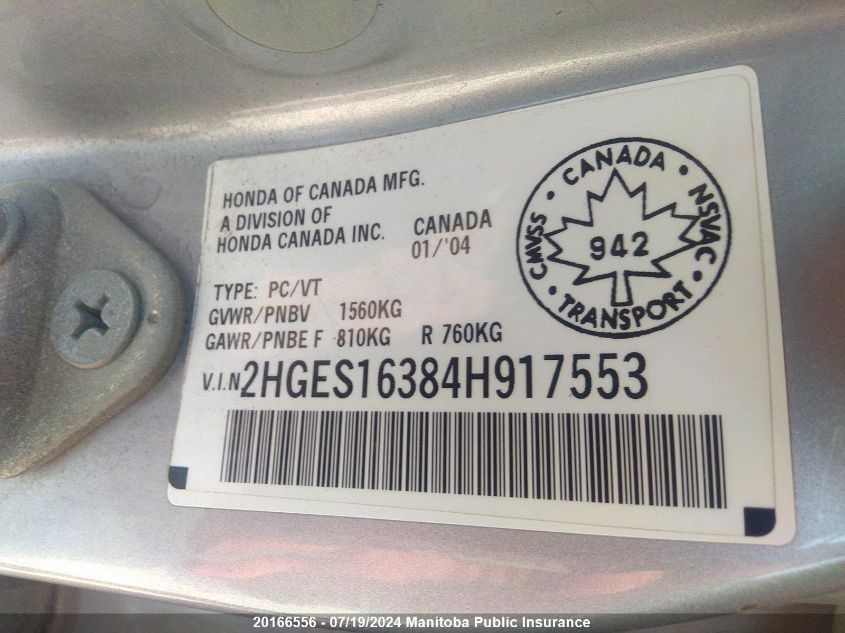 HONDA OF CANADA MFG.
A DIVISION OF
HONDA CANADA INC.
CANADA
01/'04
CANADA • NSVAC • TRANSPORT • CMVSS •
942
TYPE: PC/VT
GVWR/PNBV 1560KG
GAWR/PNBE F 810KG R 760KG
V.I.N 2HGES16384H917553
20166556 - 07/19/2024 Manitoba Public Insurance